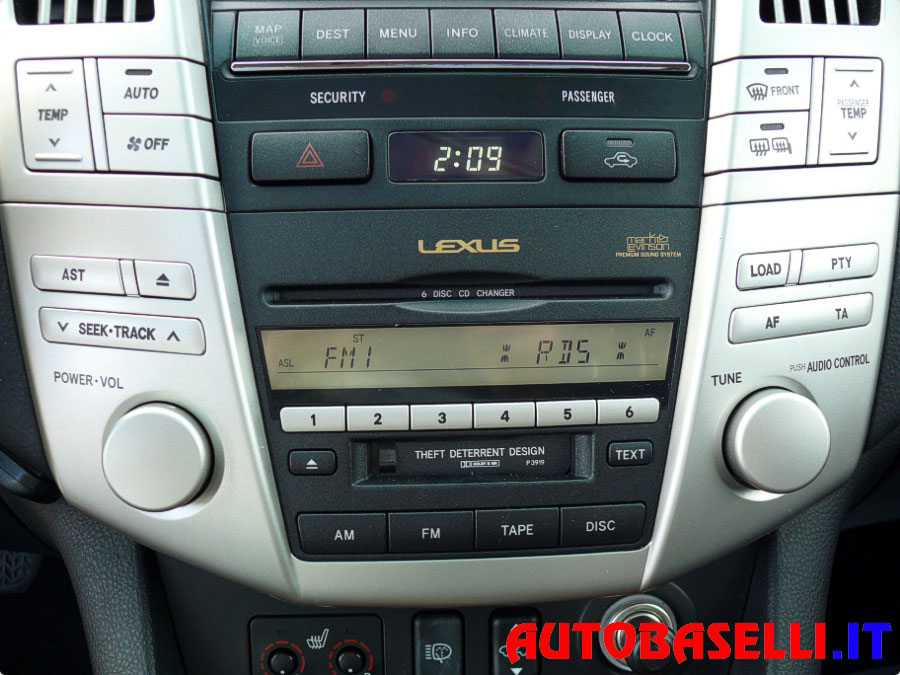 MAP VOICE DEST MENU INFO CLIMATE DISPLAY CLOCK
SECURITY PASSENGER
TEMP AUTO FRONT PASSENGER TEMP
OFF
2:09
LEXUS
mark levinson
PREMIUM SOUND SYSTEM
AST LOAD PTY
6 DISC CD CHANGER
SEEK•TRACK AF TA
ST AF
ASL FM1 RDS
POWER•VOL TUNE PUSH AUDIO CONTROL
1 2 3 4 5 6
THEFT DETERRENT DESIGN
TEXT
P3919
AM FM TAPE DISC
AUTOBASELLI.IT